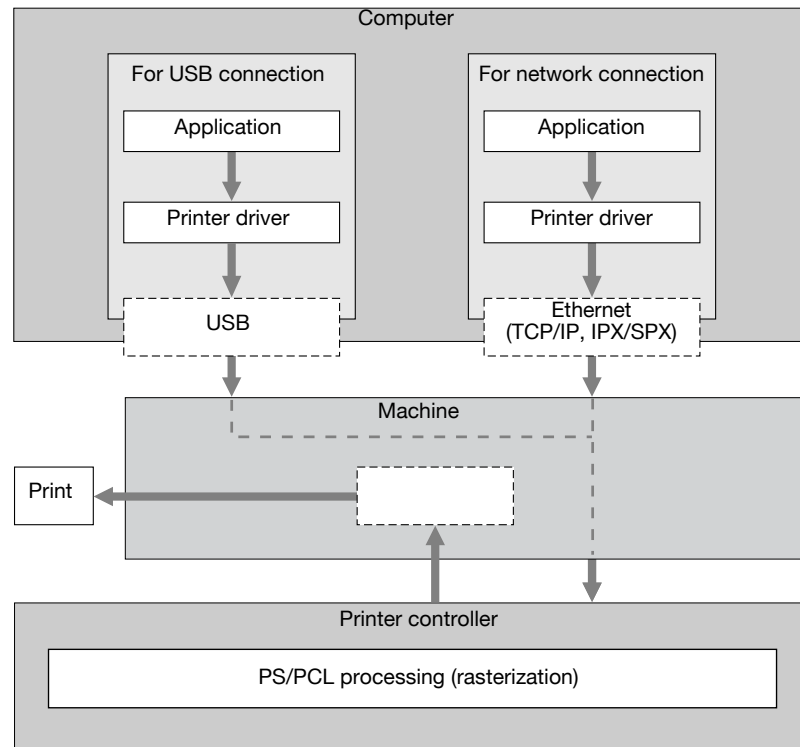 Computer
For USB connection
For network connection
Application
Application
Printer driver
Printer driver
USB
Ethernet
(TCP/IP, IPX/SPX)
Machine
Print
Printer controller
PS/PCL processing (rasterization)